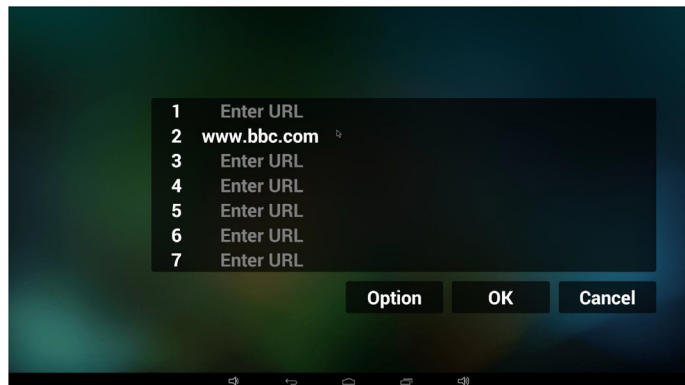 1 Enter URL
2 www.bbc.com
3 Enter URL
4 Enter URL
5 Enter URL
6 Enter URL
7 Enter URL
Option OK Cancel